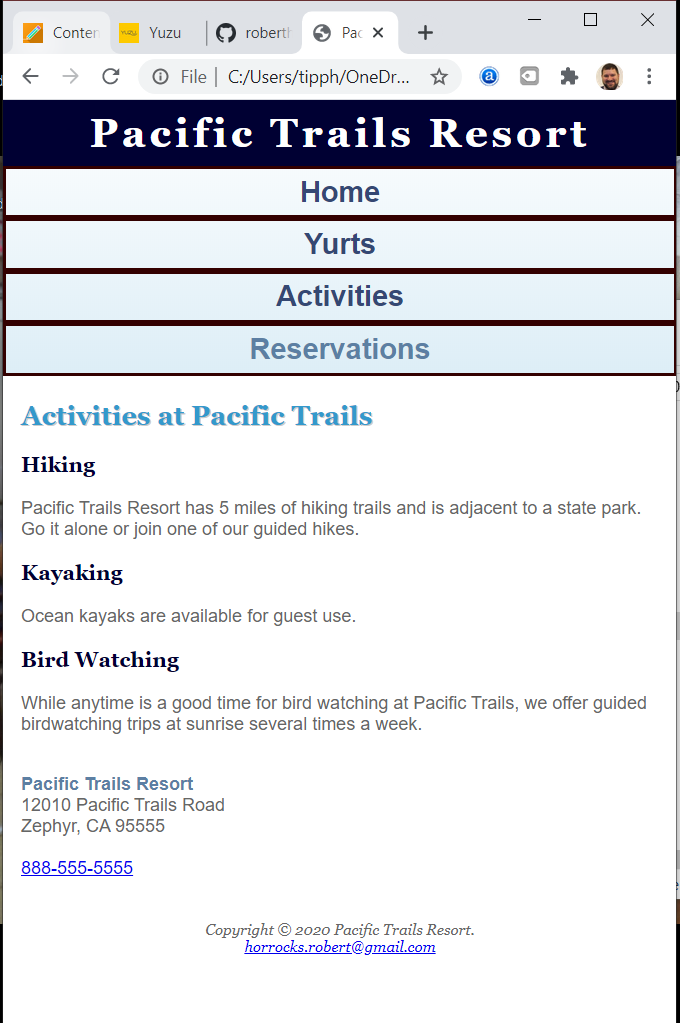 Conten
Yuzu
roberth
Pac
File
C:/Users/tipph/OneDr...
Pacific Trails Resort
Home
Yurts
Activities
Reservations
Activities at Pacific Trails
Hiking
Pacific Trails Resort has 5 miles of hiking trails and is adjacent to a state park.
Go it alone or join one of our guided hikes.
Kayaking
Ocean kayaks are available for guest use.
Bird Watching
While anytime is a good time for bird watching at Pacific Trails, we offer guided
birdwatching trips at sunrise several times a week.
Pacific Trails Resort
12010 Pacific Trails Road
Zephyr, CA 95555
888-555-5555
Copyright © 2020 Pacific Trails Resort.
horrocks.robert@gmail.com